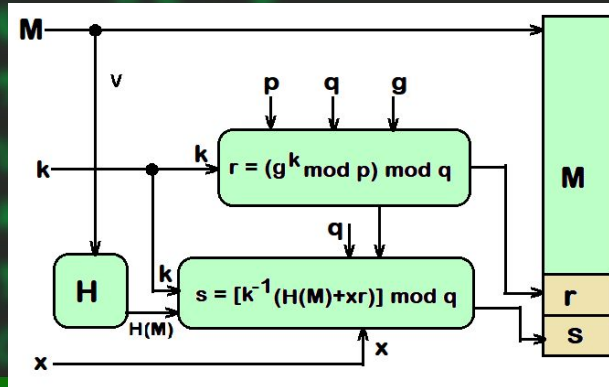 M
v
p q g
k
k
r = (g^k mod p) mod q
M
q
H
k
s = [k^-1 (H(M)+xr)] mod q
r
H(M)
s
x
x